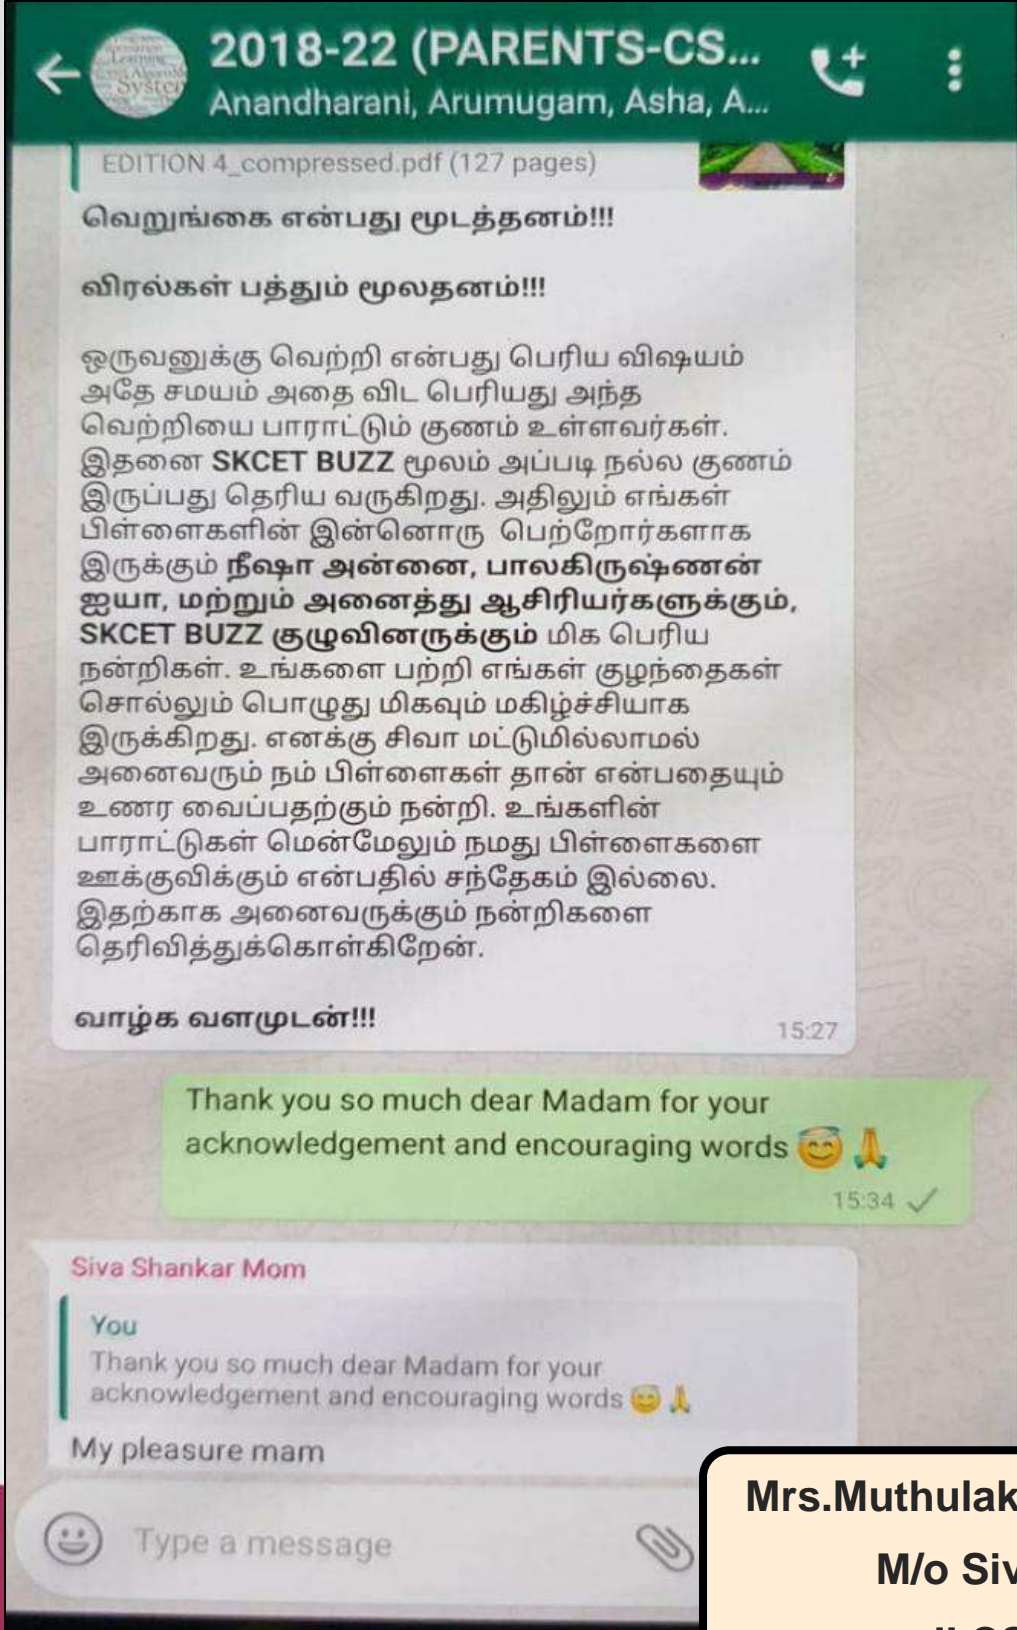 2018-22 (PARENTS-CS...
Anandharani, Arumugam, Asha, A...
EDITION 4_compressed.pdf (127 pages)
வெறுங்கை என்பது மூடத்தனம்!!!
விரல்கள் பத்தும் மூலதனம்!!!
ஒருவனுக்கு வெற்றி என்பது பெரிய விஷயம்
அதே சமயம் அதை விட பெரியது அந்த
வெற்றியை பாராட்டும் குணம் உள்ளவர்கள்.
இதனை SKCET BUZZ மூலம் அப்படி நல்ல குணம்
இருப்பது தெரிய வருகிறது. அதிலும் எங்கள்
பிள்ளைகளின் இன்னொரு பெற்றோர்களாக
இருக்கும் நீஷா அன்னை, பாலகிருஷ்ணன்
ஐயா, மற்றும் அனைத்து ஆசிரியர்களுக்கும்,
SKCET BUZZ குழுவினருக்கும் மிக பெரிய
நன்றிகள். உங்களை பற்றி எங்கள் குழந்தைகள்
சொல்லும் பொழுது மிகவும் மகிழ்ச்சியாக
இருக்கிறது. எனக்கு சிவா மட்டுமில்லாமல்
அனைவரும் நம் பிள்ளைகள் தான் என்பதையும்
உணர வைப்பதற்கும் நன்றி. உங்களின்
பாராட்டுகள் மென்மேலும் நமது பிள்ளைகளை
ஊக்குவிக்கும் என்பதில் சந்தேகம் இல்லை.
இதற்காக அனைவருக்கும் நன்றிகளை
தெரிவித்துக்கொள்கிறேன்.
வாழ்க வளமுடன்!!!
15:27
Thank you so much dear Madam for your
acknowledgement and encouraging words 😇 🙏
15:34
Siva Shankar Mom
You
Thank you so much dear Madam for your
acknowledgement and encouraging words 😇 🙏
My pleasure mam
Type a message
Mrs.Muthulak
M/o Siv